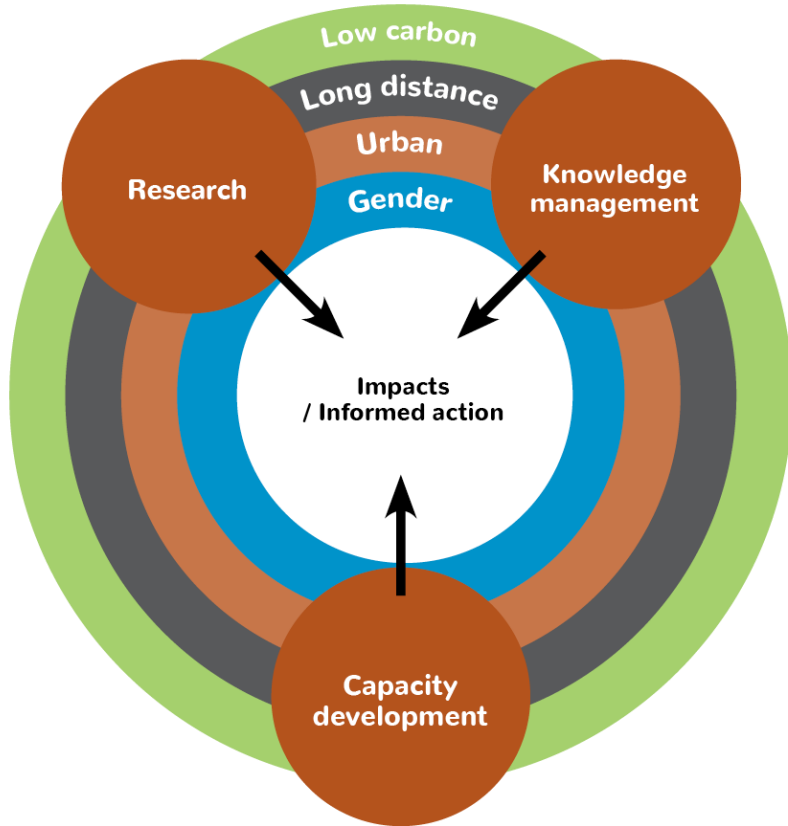 Low carbon
Long distance
Urban
Gender
Research
Knowledge
management
Impacts
/ Informed action
Capacity
development